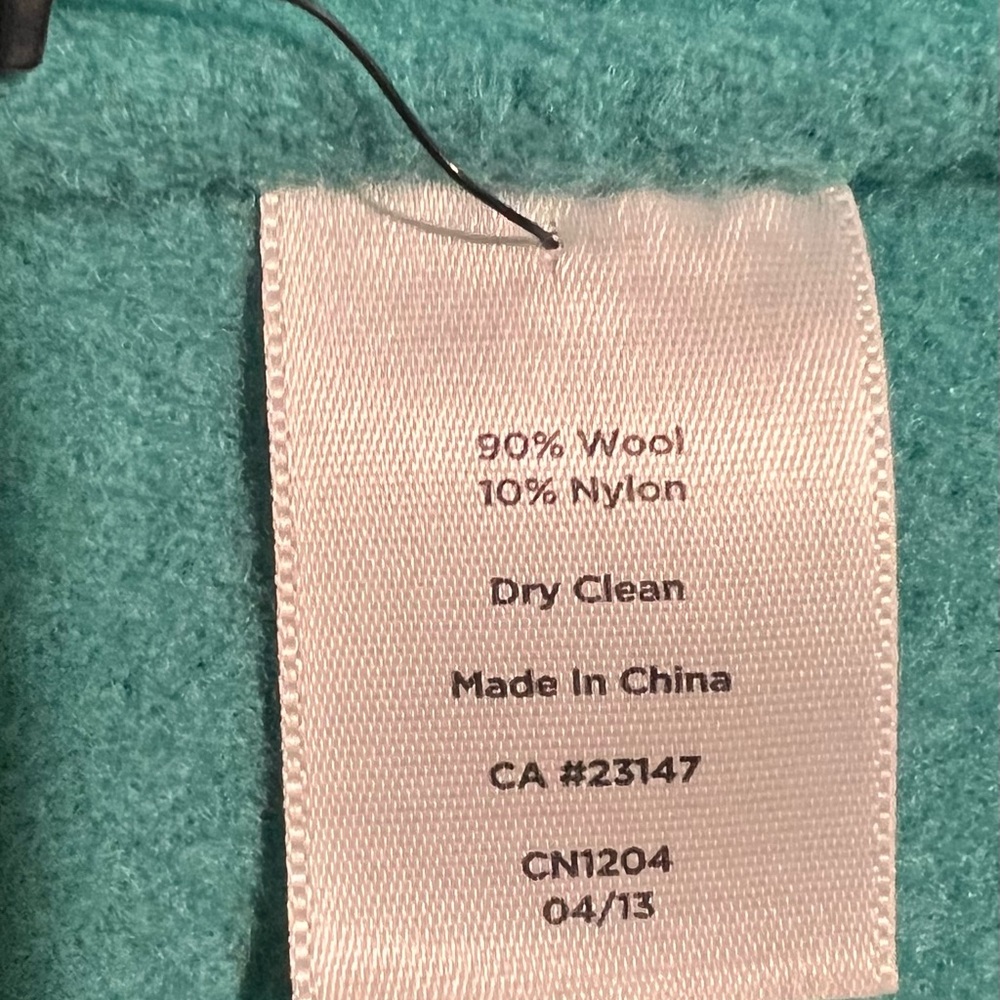 90% Wool
10% Nylon
Dry Clean
Made In China
CA #23147
CN1204
04/13